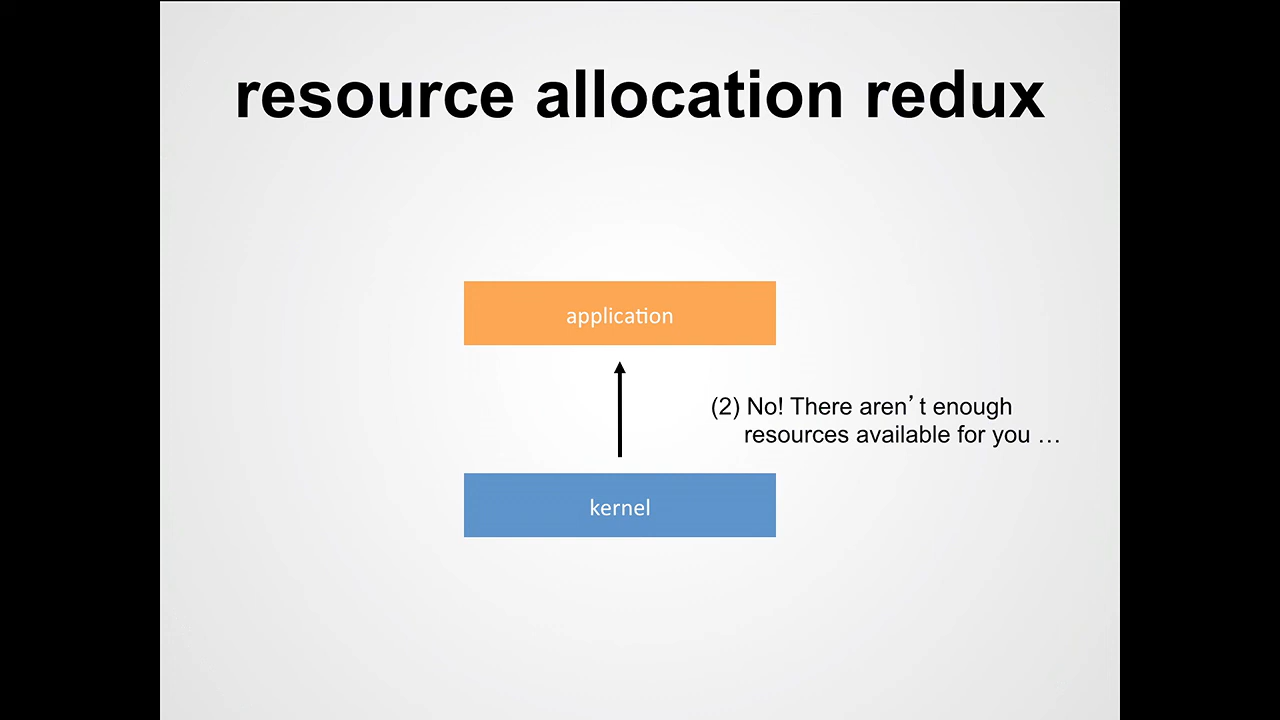 resource allocation redux
application
(2) No! There aren’t enough
resources available for you …
kernel